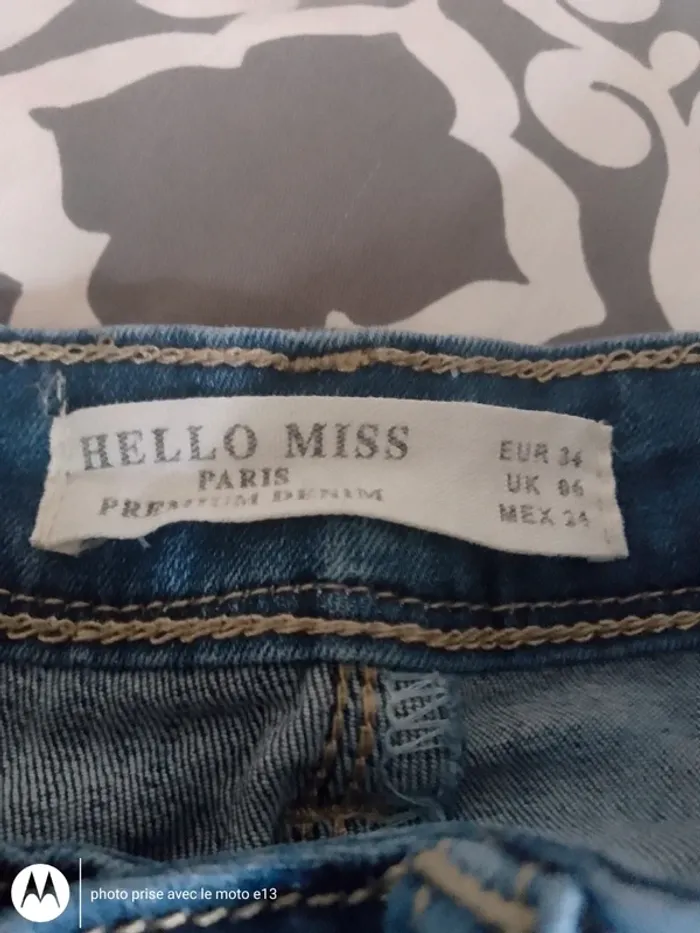 HELLO MISS
PARIS
PREMIUM DENIM
EUR 34
UK 06
MEX 24
photo prise avec le moto e13